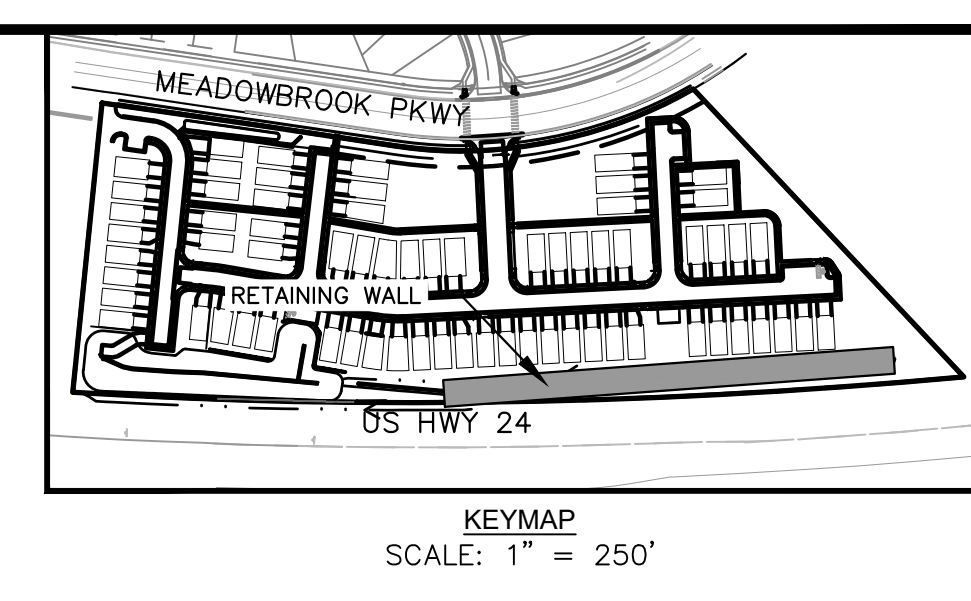 MEADOWBROOK PKWY
RETAINING WALL
US HWY 24
KEYMAP
SCALE: 1" = 250'